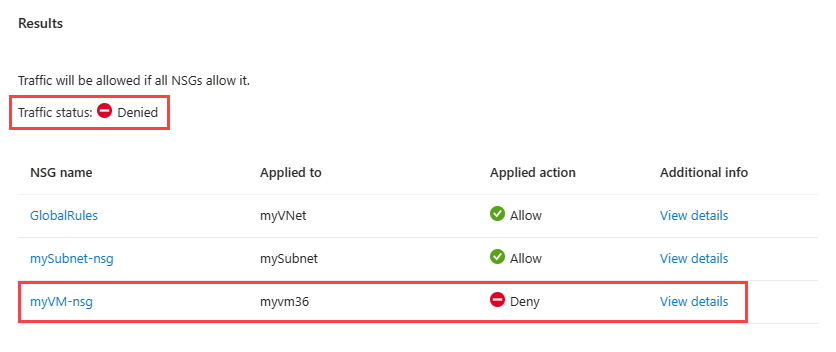 Results
Traffic will be allowed if all NSGs allow it.
Traffic status: Denied
NSG name Applied to Applied action Additional info
GlobalRules myVNet Allow View details
mySubnet-nsg mySubnet Allow View details
myVM-nsg myvm36 Deny View details